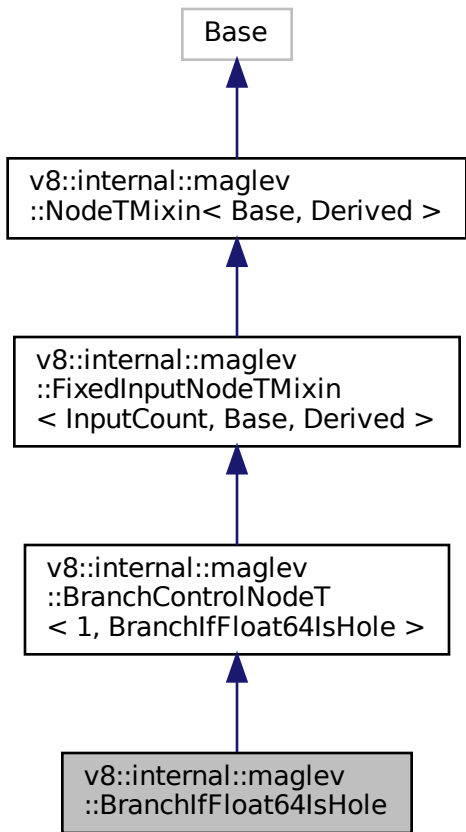 Base
v8::internal::maglev
::NodeTMixin< Base, Derived >
v8::internal::maglev
::FixedInputNodeTMixin
< InputCount, Base, Derived >
v8::internal::maglev
::BranchControlNodeT
< 1, BranchIfFloat64IsHole >
v8::internal::maglev
::BranchIfFloat64IsHole